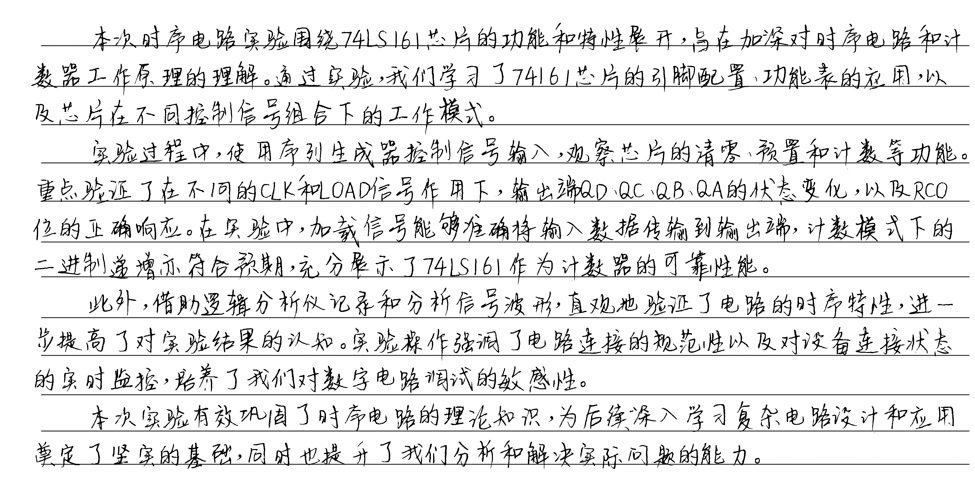 本次时序电路实验围绕74LS161芯片的功能和特性展开,旨在加深对时序电路和计
数器工作原理的理解。通过实验,我们学习了74161芯片的引脚配置、功能表的应用,以
及芯片在不同控制信号组合下的工作模式。
实验过程中,使用序列生成器控制信号输入,观察芯片的清零、预置和计数等功能。
重点验证了在不同的CLK和LOAD信号作用下,输出端QD、QC、QB、QA的状态变化,以及RCO
位的正确响应。在实验中,加载信号能够准确将输入数据传输到输出端,计数模式下的
二进制递增亦符合预期,充分展示了74LS161作为计数器的可靠性能。
此外,借助逻辑分析仪记录和分析信号波形,直观地验证了电路的时序特性,进一
步提高了对实验结果的认知。实验操作强调了电路连接的规范性以及对设备连接状态
的实时监控,培养了我们对数字电路调试的敏感性。
本次实验有效巩固了时序电路的理论知识,为后续深入学习复杂电路设计和应用
奠定了坚实的基础,同时也提升了我们分析和解决实际问题的能力。